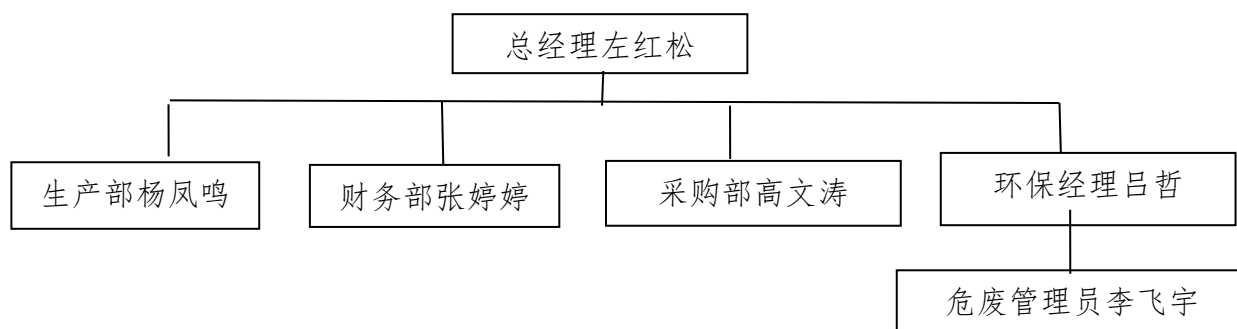 总经理左红松
生产部杨凤鸣
财务部张婷婷
采购部高文涛
环保经理吕哲
危废管理员李飞宇